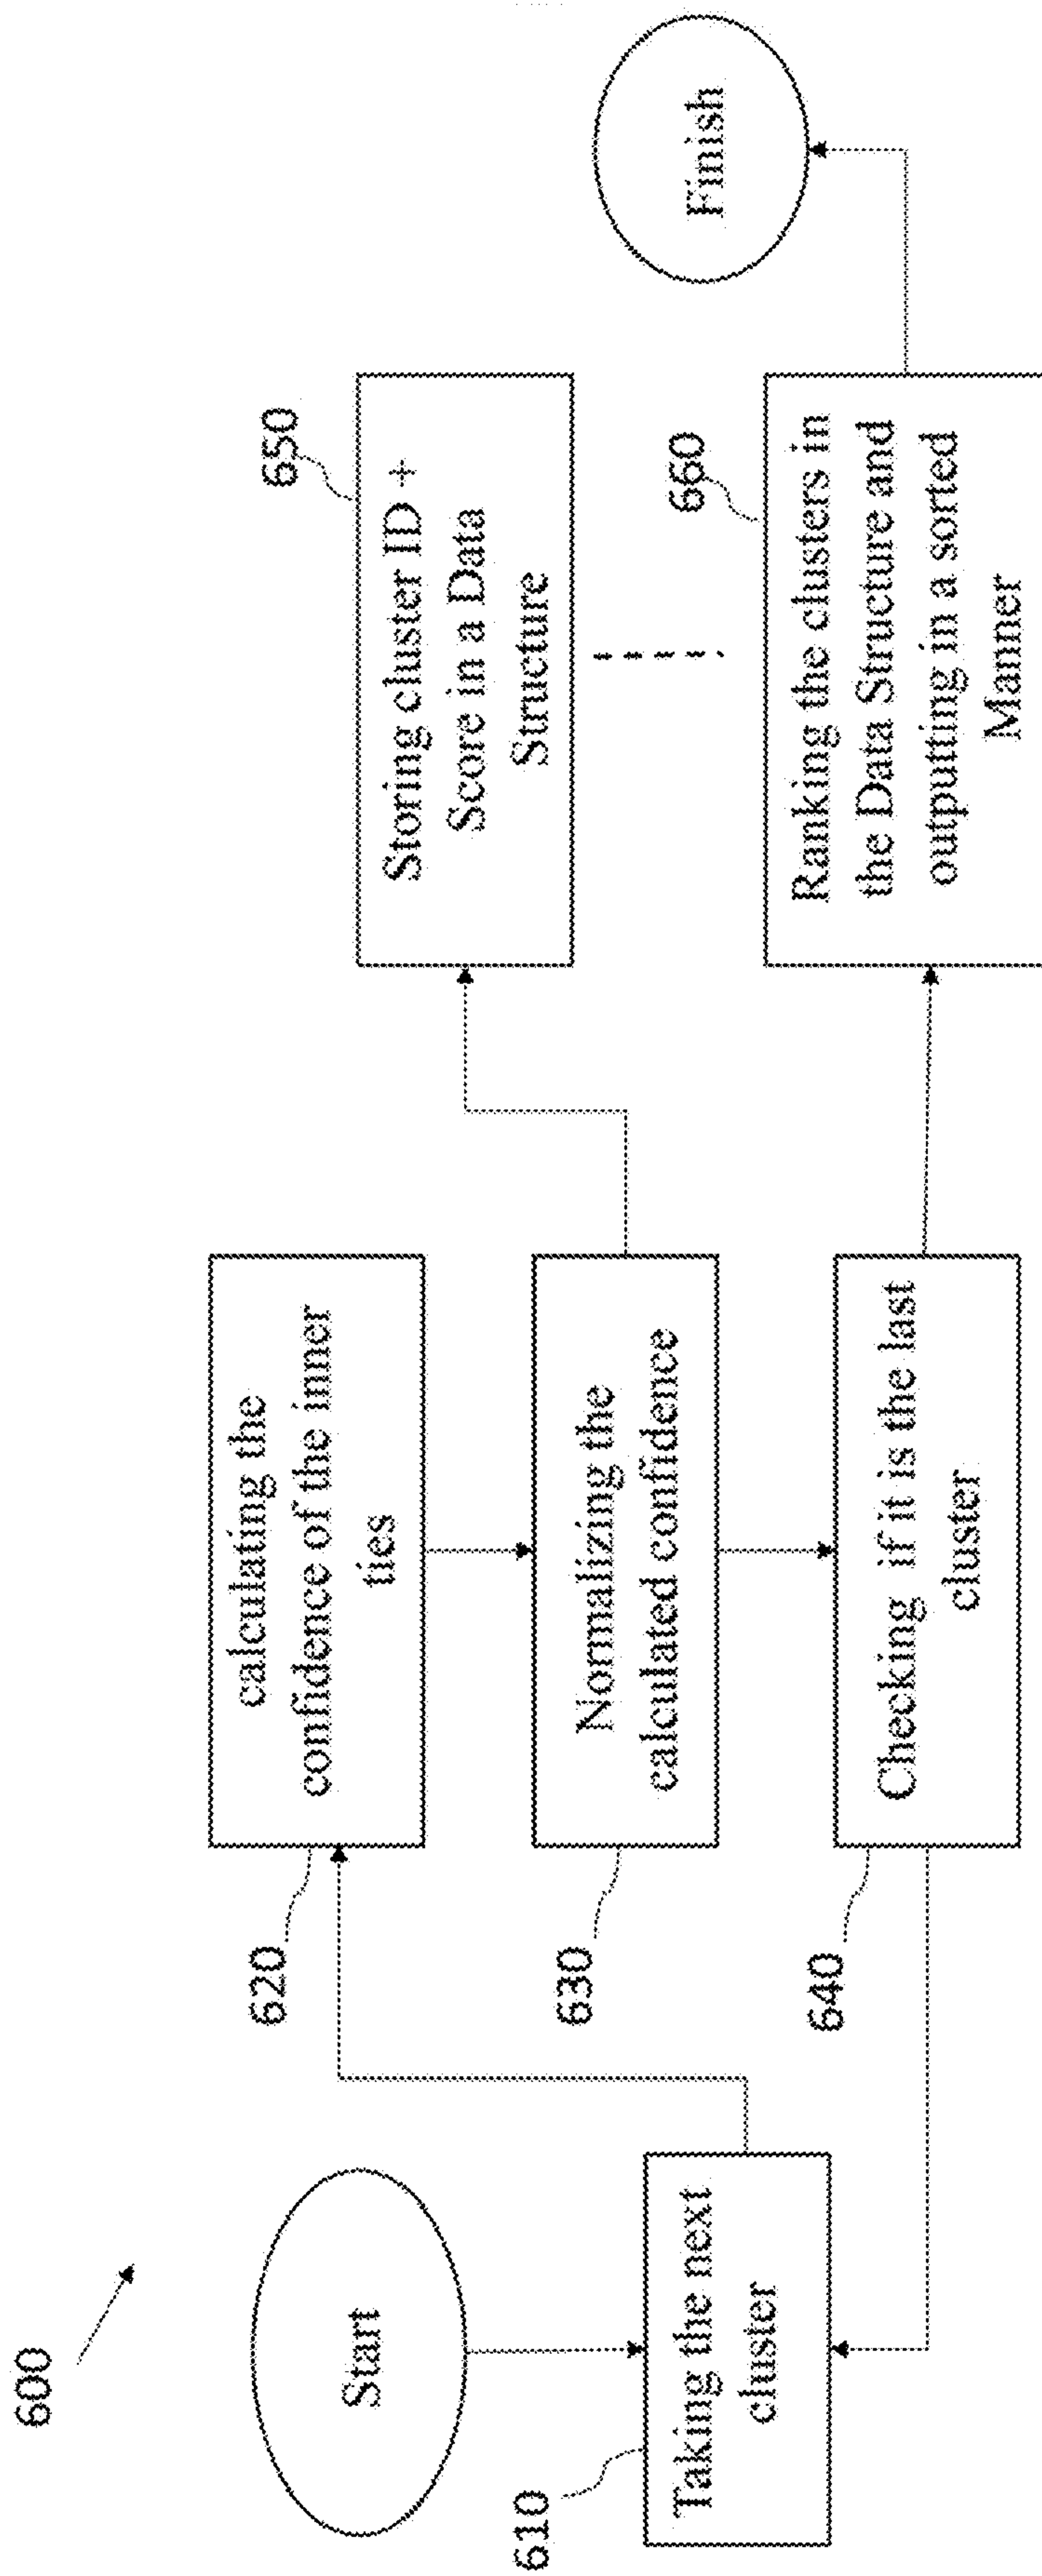 600
Start
610
Taking the next
cluster
620
calculating the
confidence of the inner
ties
630
Normalizing the
calculated confidence
640
Checking if it is the last
cluster
650
Storing cluster ID +
Score in a Data
Structure
660
Ranking the clusters in
the Data Structure and
outputting in a sorted
Manner
Finish